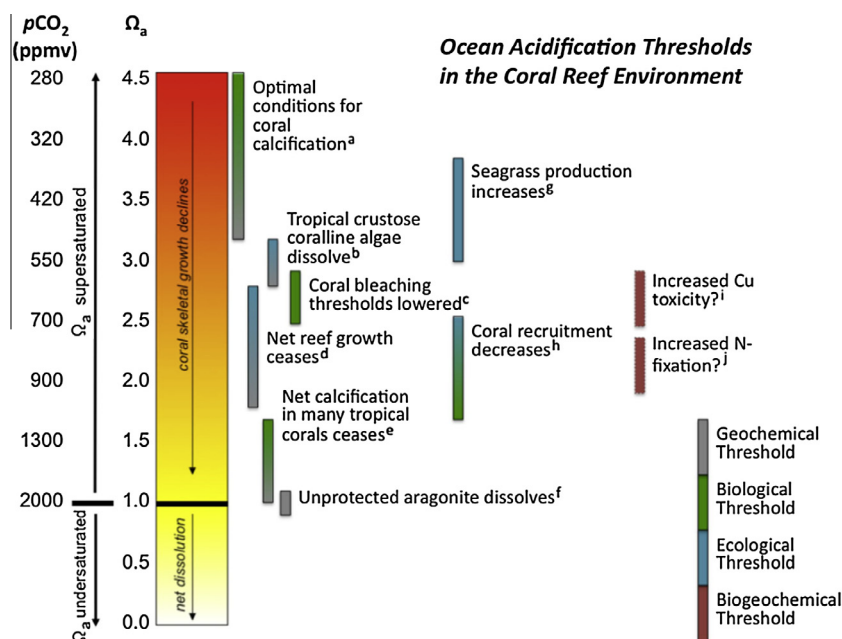 pCO₂
(ppmv)
Ωa
Ocean Acidification Thresholds
in the Coral Reef Environment
280
320
420
550
700
900
1300
2000
Ωa supersaturated
Ωa undersaturated
4.5
4.0
3.5
3.0
2.5
2.0
1.5
1.0
0.5
0.0
coral skeletal growth declines
net dissolution
Optimal
conditions for
coral
calcificationᵃ
Tropical crustose
coralline algae
dissolveᵇ
Coral bleaching
thresholds loweredᶜ
Net reef growth
ceasesᵈ
Net calcification
in many tropical
corals ceasesᵉ
Unprotected aragonite dissolvesᶠ
Seagrass production
increasesᵍ
Coral recruitment
decreasesʰ
Increased Cu
toxicity?ⁱ
Increased N-
fixation?ʲ
Geochemical
Threshold
Biological
Threshold
Ecological
Threshold
Biogeochemical
Threshold